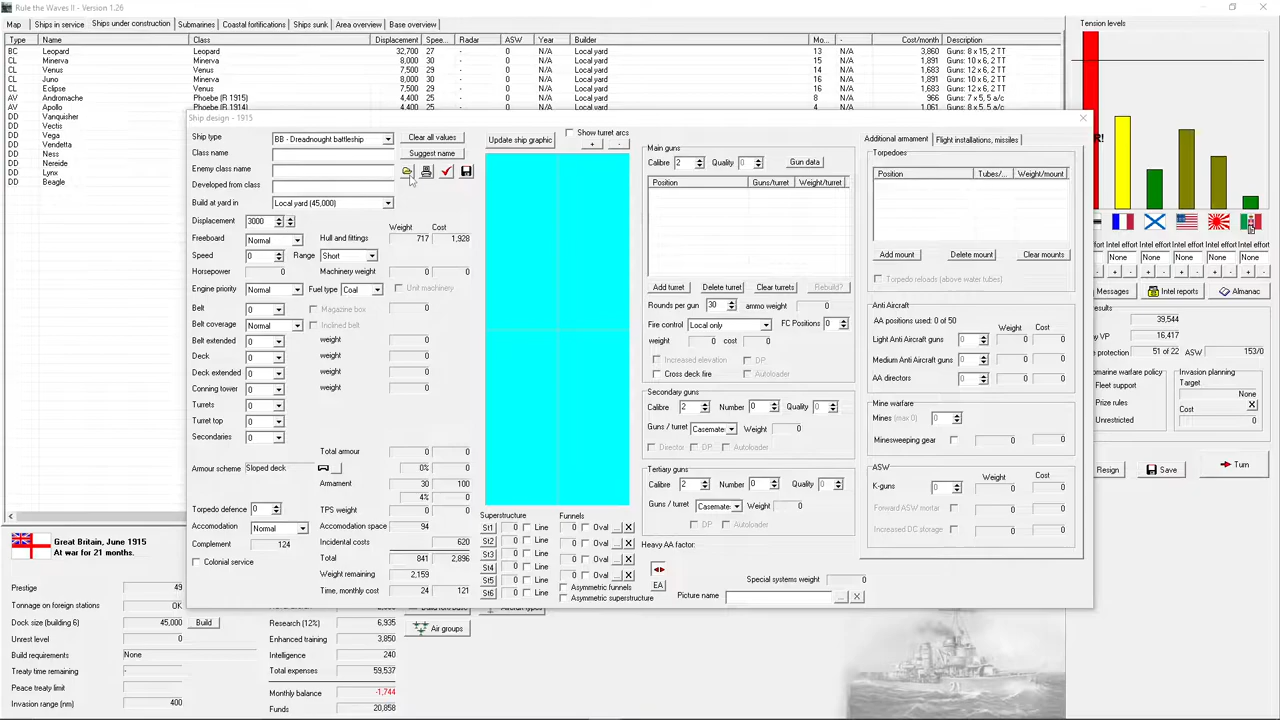 Rule the Waves II - Version 1.26
Map Ships in service Ships under construction Submarines Coastal fortifications Ships sunk Area overview Base overview
Type Name Class Displacement Spee... Radar ASW Year Builder Mo... - Cost/month Description
BC Leopard Leopard 32,700 27 - 0 N/A Local yard 13 N/A 3,860 Guns: 8 x 15, 2 TT
CL Minerva Minerva 8,000 30 - 0 N/A Local yard 15 N/A 1,891 Guns: 10 x 6, 2 TT
CL Venus Venus 7,500 29 - 0 N/A Local yard 14 N/A 1,683 Guns: 12 x 6, 2 TT
CL Juno Minerva 8,000 30 - 0 N/A Local yard 16 N/A 1,891 Guns: 10 x 6, 2 TT
CL Eclipse Venus 7,500 29 - 0 N/A Local yard 16 N/A 1,683 Guns: 12 x 6, 2 TT
AV Andromache Phoebe (R 1915) 4,400 25 - 0 N/A Local yard 8 N/A 966 Guns: 7 x 5, 5 a/c
AV Apollo Phoebe (R 1914) 4,400 25 - 0 N/A Local yard 4 N/A 1,061 Guns: 6 x 5, 5 a/c
DD Vanquisher
DD Vectis
DD Vega
DD Vendetta
DD Ness
DD Nereide
DD Lynx
DD Beagle
Ship design - 1915
Ship type BB - Dreadnought battleship Clear all values
Class name Suggest name
Enemy class name
Developed from class
Build at yard in Local yard (45,000)
Displacement 3000 Weight Cost
Freeboard Normal Hull and fittings 717 1,928
Speed 0 Range Short
Horsepower 0 Machinery weight 0 0
Engine priority Normal Fuel type Coal Unit machinery
Belt 0 Magazine box 0
Belt coverage Normal Inclined belt
Belt extended 0 weight 0
Deck 0 weight 0
Deck extended 0 weight 0
Conning tower 0 weight 0
Turrets 0
Turret top 0
Secondaries 0
Total armour 0 0
Armour scheme Sloped deck 0% 0
Armament 30 100
4% 0
Torpedo defence 0 TPS weight 0 0
Accomodation Normal Accomodation space 94
Complement 124 Incidental costs 620
Colonial service Total 841 2,896
Weight remaining 2,159
Time, monthly cost 24 121
Update ship graphic Show turret arcs
+ -
Superstructure Funnels
St1 0 Line 0 Oval ... X
St2 0 Line 0 Oval ... X
St3 0 Line 0 Oval ... X
St4 0 Line 0 Oval ... X
St5 0 Line
St6 0 Line
Asymmetric funnels
Asymmetric superstructure
Main guns
Calibre 2 Quality 0 Gun data
Position Guns/turret Weight/turret
Add turret Delete turret Clear turrets Rebuild?
Rounds per gun 30 ammo weight 0
Fire control Local only FC Positions 0
weight 0 cost 0
Increased elevation DP
Cross deck fire Autoloader
Secondary guns
Calibre 2 Number 0 Quality 0
Guns / turret Casemate Weight 0
Director DP Autoloader
Tertiary guns
Calibre 2 Number 0 Quality 0
Guns / turret Casemate Weight 0
DP Autoloader
Heavy AA factor:
EA
Special systems weight 0
Picture name ... X
Additional armament Flight installations, missiles
Torpedoes
Position Tubes/... Weight/mount
Add mount Delete mount Clear mounts
Torpedo reloads (above water tubes)
Anti Aircraft
AA positions used: 0 of 50 Weight Cost
Light Anti Aircraft guns 0 0 0
Medium Anti Aircraft guns 0 0 0
AA directors 0 0 0
Mine warfare
Mines (max 0) 0 0 0
Minesweeping gear 0 0
ASW Weight Cost
K-guns 0 0 0
Forward ASW mortar 0 0
Increased DC storage 0 0
Tension levels
Intel effort Intel effort Intel effort Intel effort Intel effort
None None None None None
+ -
Messages Intel reports Almanac
39,544
VP 16,417
protection 51 of 22 ASW 153/0
Fleet support
Prize rules
Unrestricted
Invasion planning
Target
None
Cost X
0
Resign Save Turn
Great Britain, June 1915
At war for 21 months.
Prestige 49
Tonnage on foreign stations OK
Dock size (building 6) 45,000 Build
Unrest level 0
Build requirements None
Treaty time remaining -
Peace treaty limit
Invasion range (nm) 400
Research (12%) 6,935
Enhanced training 3,850
Intelligence 240
Total expenses 59,537
Monthly balance -1,744
Funds 20,858
Air groups
Aircraft types